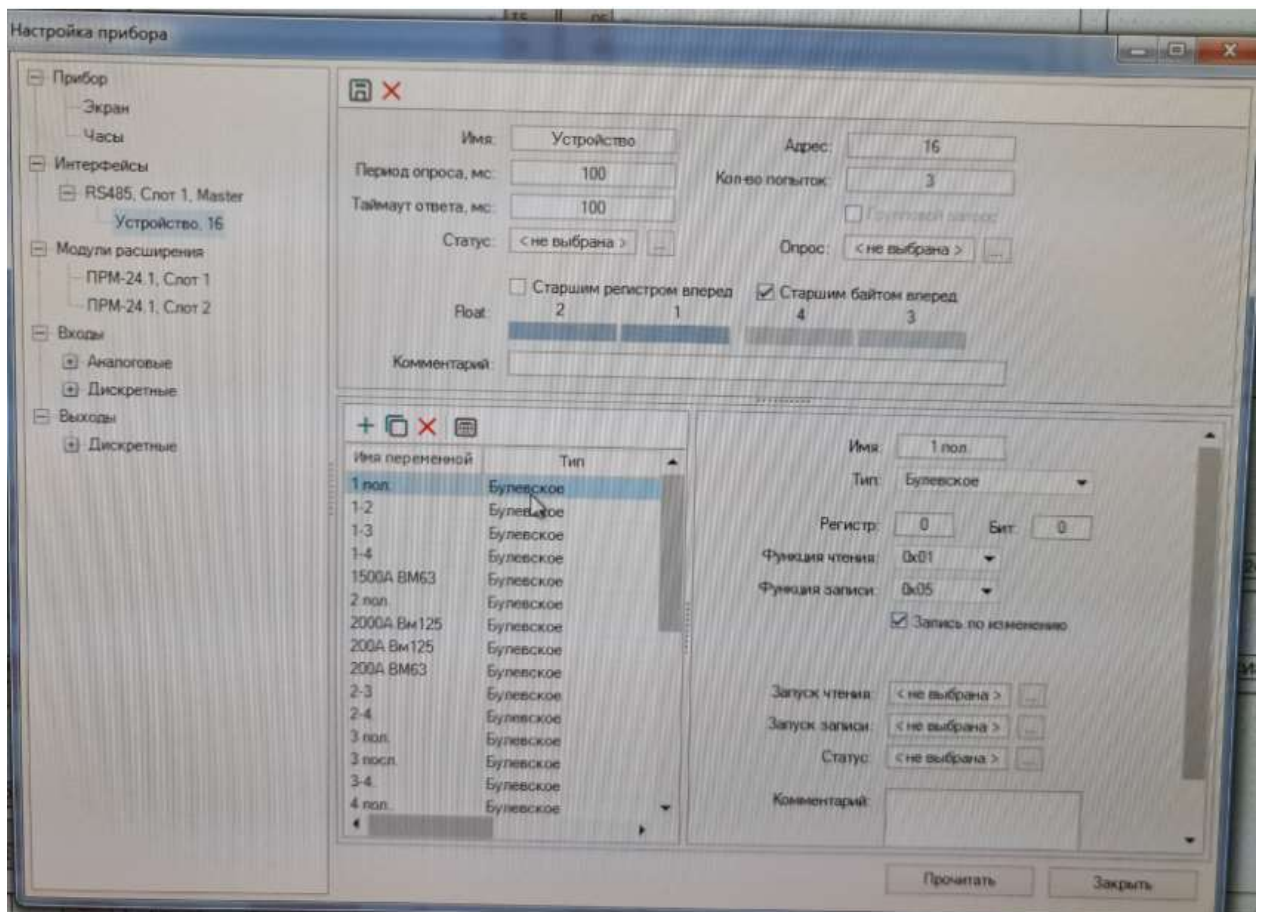 Настройка прибора
Прибор
Экран
Часы
Интерфейсы
RS485, Слот 1, Master
Устройство, 16
Модули расширения
ПРМ-24.1, Слот 1
ПРМ-24.1, Слот 2
Входы
Аналоговые
Дискретные
Выходы
Дискретные
Имя: Устройство Адрес: 16
Период опроса, мс: 100 Кол-во попыток: 3
Таймаут ответа, мс: 100 Групповой запрос
Статус: < не выбрана > ... Опрос: < не выбрана > ...
Старшим регистром вперед Старшим байтом вперед
Float: 2 1 4 3
Комментарий:
Имя переменной Тип
1 пол. Булевское
1-2 Булевское
1-3 Булевское
1-4 Булевское
1500А ВМ63 Булевское
2 пол. Булевское
2000А Вм125 Булевское
200А Вм125 Булевское
200А ВМ63 Булевское
2-3 Булевское
2-4 Булевское
3 пол. Булевское
3 посл. Булевское
3-4 Булевское
4 пол. Булевское
Имя: 1 пол.
Тип: Булевское
Регистр: 0 Бит: 0
Функция чтения: 0x01
Функция записи: 0x05
Запись по изменению
Запуск чтения: < не выбрана > ...
Запуск записи: < не выбрана > ...
Статус: < не выбрана > ...
Комментарий:
Прочитать Закрыть